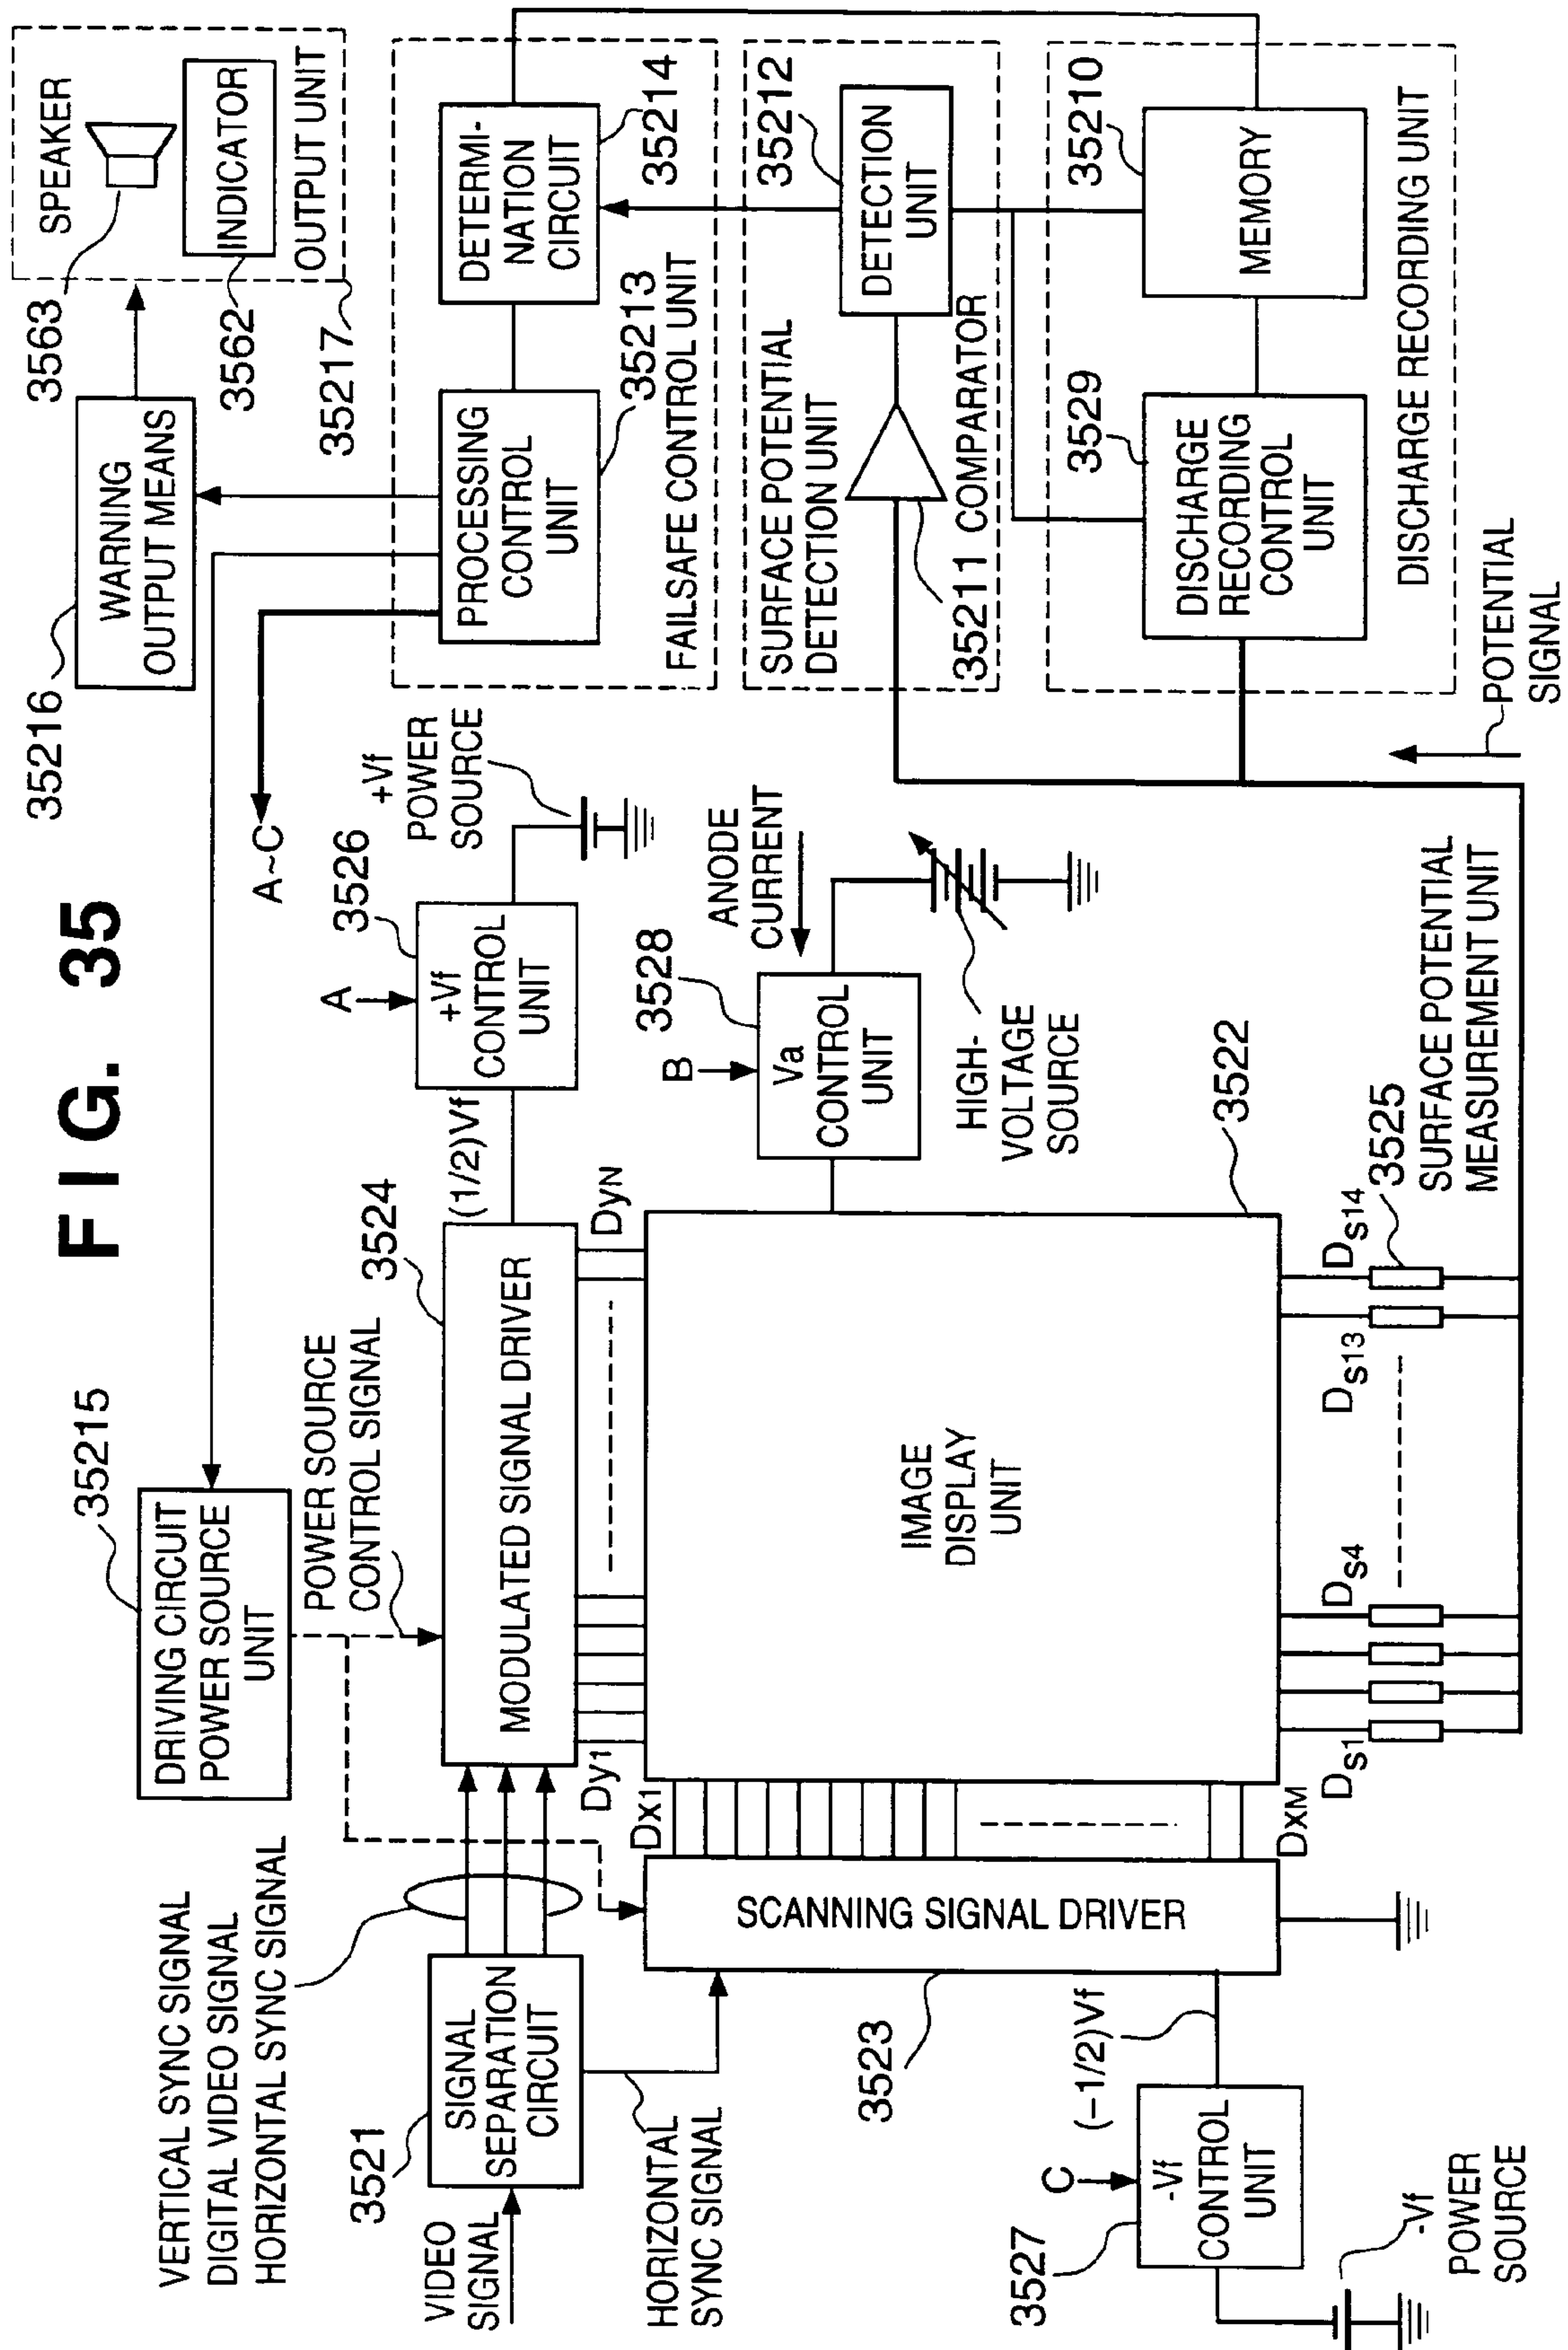 FIG. 35
VERTICAL SYNC SIGNAL
DIGITAL VIDEO SIGNAL
HORIZONTAL SYNC SIGNAL
35215
DRIVING CIRCUIT
POWER SOURCE
UNIT
POWER SOURCE
CONTROL SIGNAL
A~C
35216
WARNING
OUTPUT MEANS
3563
SPEAKER
3562
INDICATOR
35217
OUTPUT UNIT
VIDEO
SIGNAL
3521
SIGNAL
SEPARATION
CIRCUIT
HORIZONTAL
SYNC SIGNAL
3524
MODULATED SIGNAL DRIVER
(1/2)Vf
A
3526
+Vf
CONTROL
UNIT
+Vf
POWER
SOURCE
PROCESSING
CONTROL
UNIT
35213
DETERMI-
NATION
CIRCUIT
35214
FAILSAFE CONTROL UNIT
Dy1
DyN
Dx1
DxM
3523
SCANNING SIGNAL DRIVER
IMAGE
DISPLAY
UNIT
3522
B
3528
Va
CONTROL
UNIT
ANODE
CURRENT
HIGH-
VOLTAGE
SOURCE
SURFACE POTENTIAL
DETECTION UNIT
35211 COMPARATOR
35212
DETECTION
UNIT
C
3527
-Vf
CONTROL
UNIT
(-1/2)Vf
-Vf
POWER
SOURCE
Ds1
Ds4
Ds13
Ds14
3525
SURFACE POTENTIAL
MEASUREMENT UNIT
POTENTIAL
SIGNAL
3529
DISCHARGE
RECORDING
CONTROL
UNIT
35210
MEMORY
DISCHARGE RECORDING UNIT